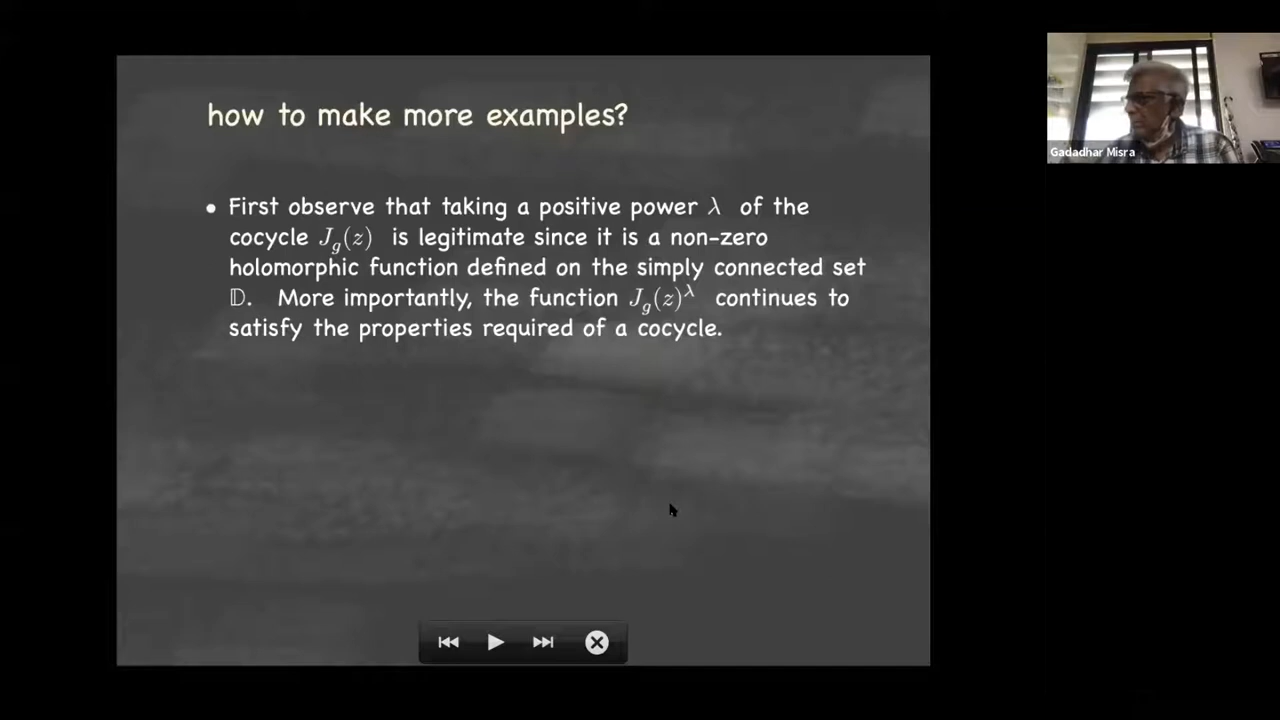 how to make more examples?
• First observe that taking a positive power λ of the
cocycle J_g(z) is legitimate since it is a non-zero
holomorphic function defined on the simply connected set
𝔻. More importantly, the function J_g(z)^λ continues to
satisfy the properties required of a cocycle.
Gadadhar Misra